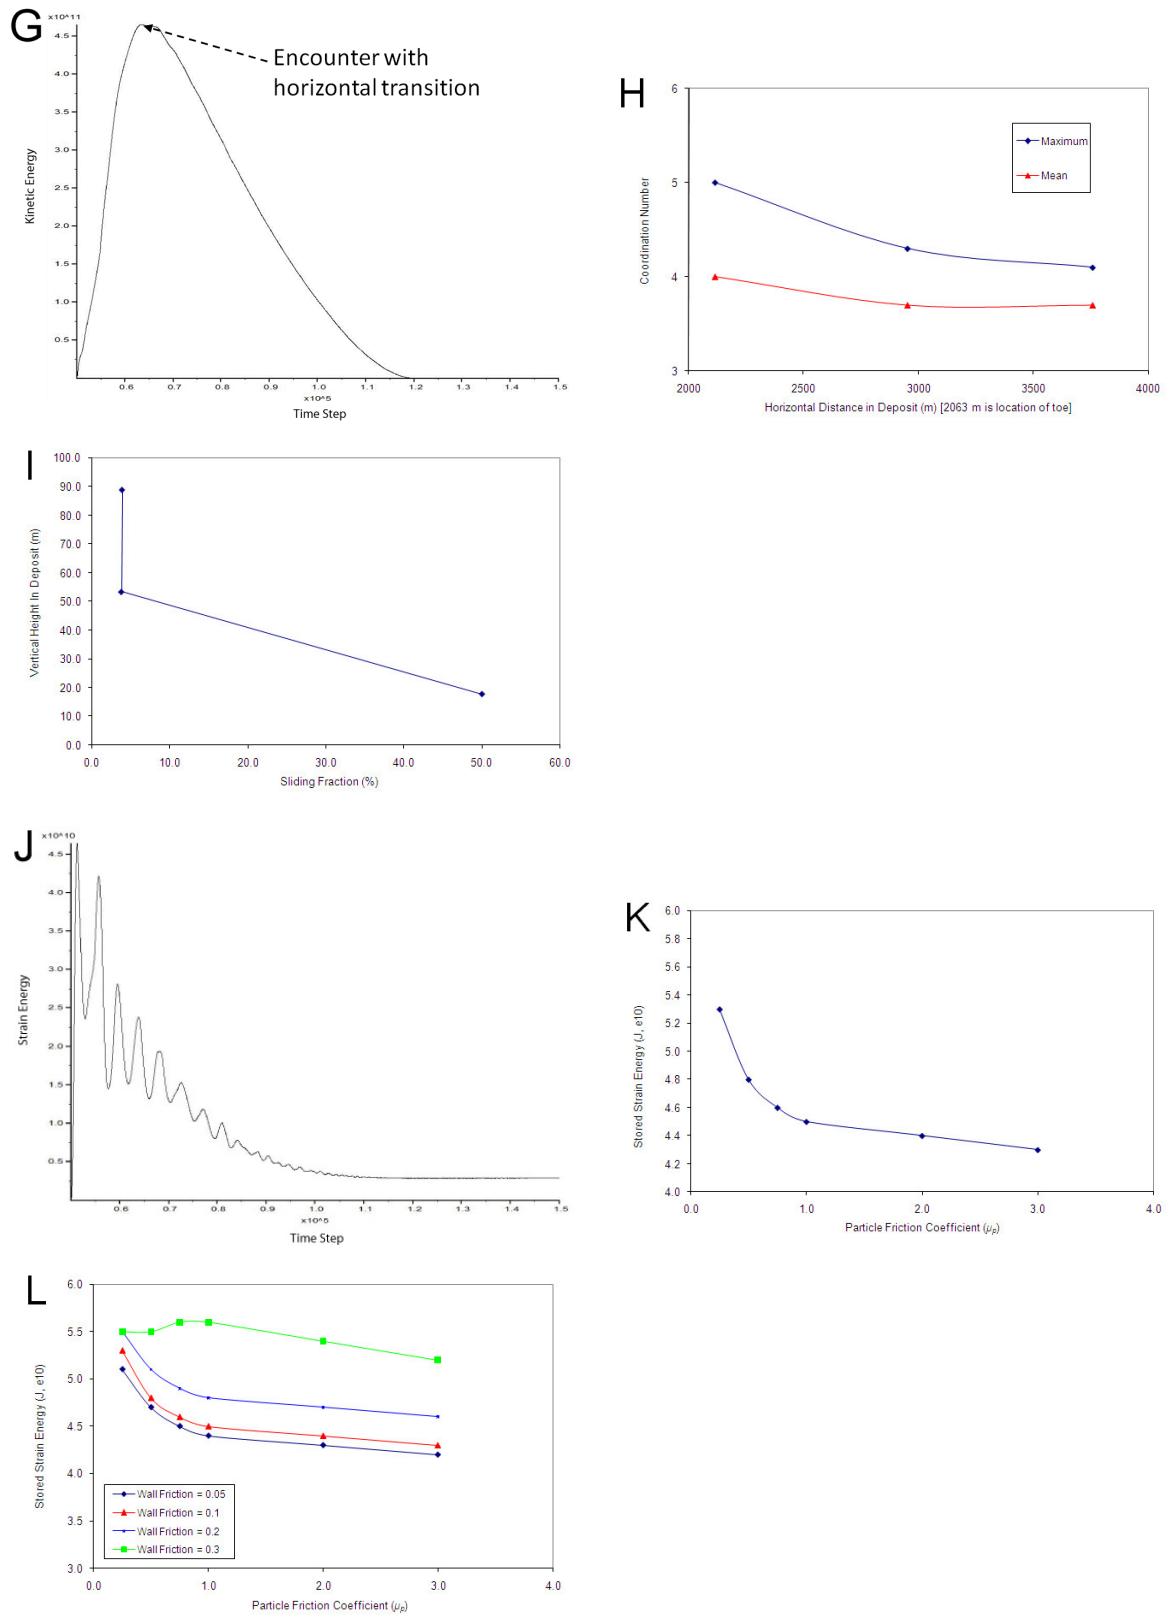 G
x10^11
4.5
4.0
4.5
3.0
2.5
2.0
1.5
1.0
0.5
Kinetic Energy
Encounter with
horizontal transition
0.6 0.7 0.8 0.9 1.0 1.1 1.2 1.3 1.4 1.5
x10^5
Time Step
H
6
5
4
3
Coordination Number
Maximum
Mean
2000 2500 3000 3500 4000
Horizontal Distance in Deposit (m) [2063 m is location of toe]
I
100.0
90.0
80.0
70.0
60.0
50.0
40.0
30.0
20.0
10.0
0.0
Vertical Height In Deposit (m)
0.0 10.0 20.0 30.0 40.0 50.0 60.0
Sliding Fraction (%)
J
x10^10
4.5
4.0
3.5
3.0
2.5
2.0
1.5
1.0
0.5
Strain Energy
0.6 0.7 0.8 0.9 1.0 1.1 1.2 1.3 1.4 1.5
x10^5
Time Step
K
6.0
5.8
5.6
5.4
5.2
5.0
4.8
4.6
4.4
4.2
4.0
Stored Strain Energy (J, e10)
0.0 1.0 2.0 3.0 4.0
Particle Friction Coefficient (μp)
L
6.0
5.5
5.0
4.5
4.0
3.5
3.0
Stored Strain Energy (J, e10)
Wall Friction = 0.05
Wall Friction = 0.1
Wall Friction = 0.2
Wall Friction = 0.3
0.0 1.0 2.0 3.0 4.0
Particle Friction Coefficient (μp)